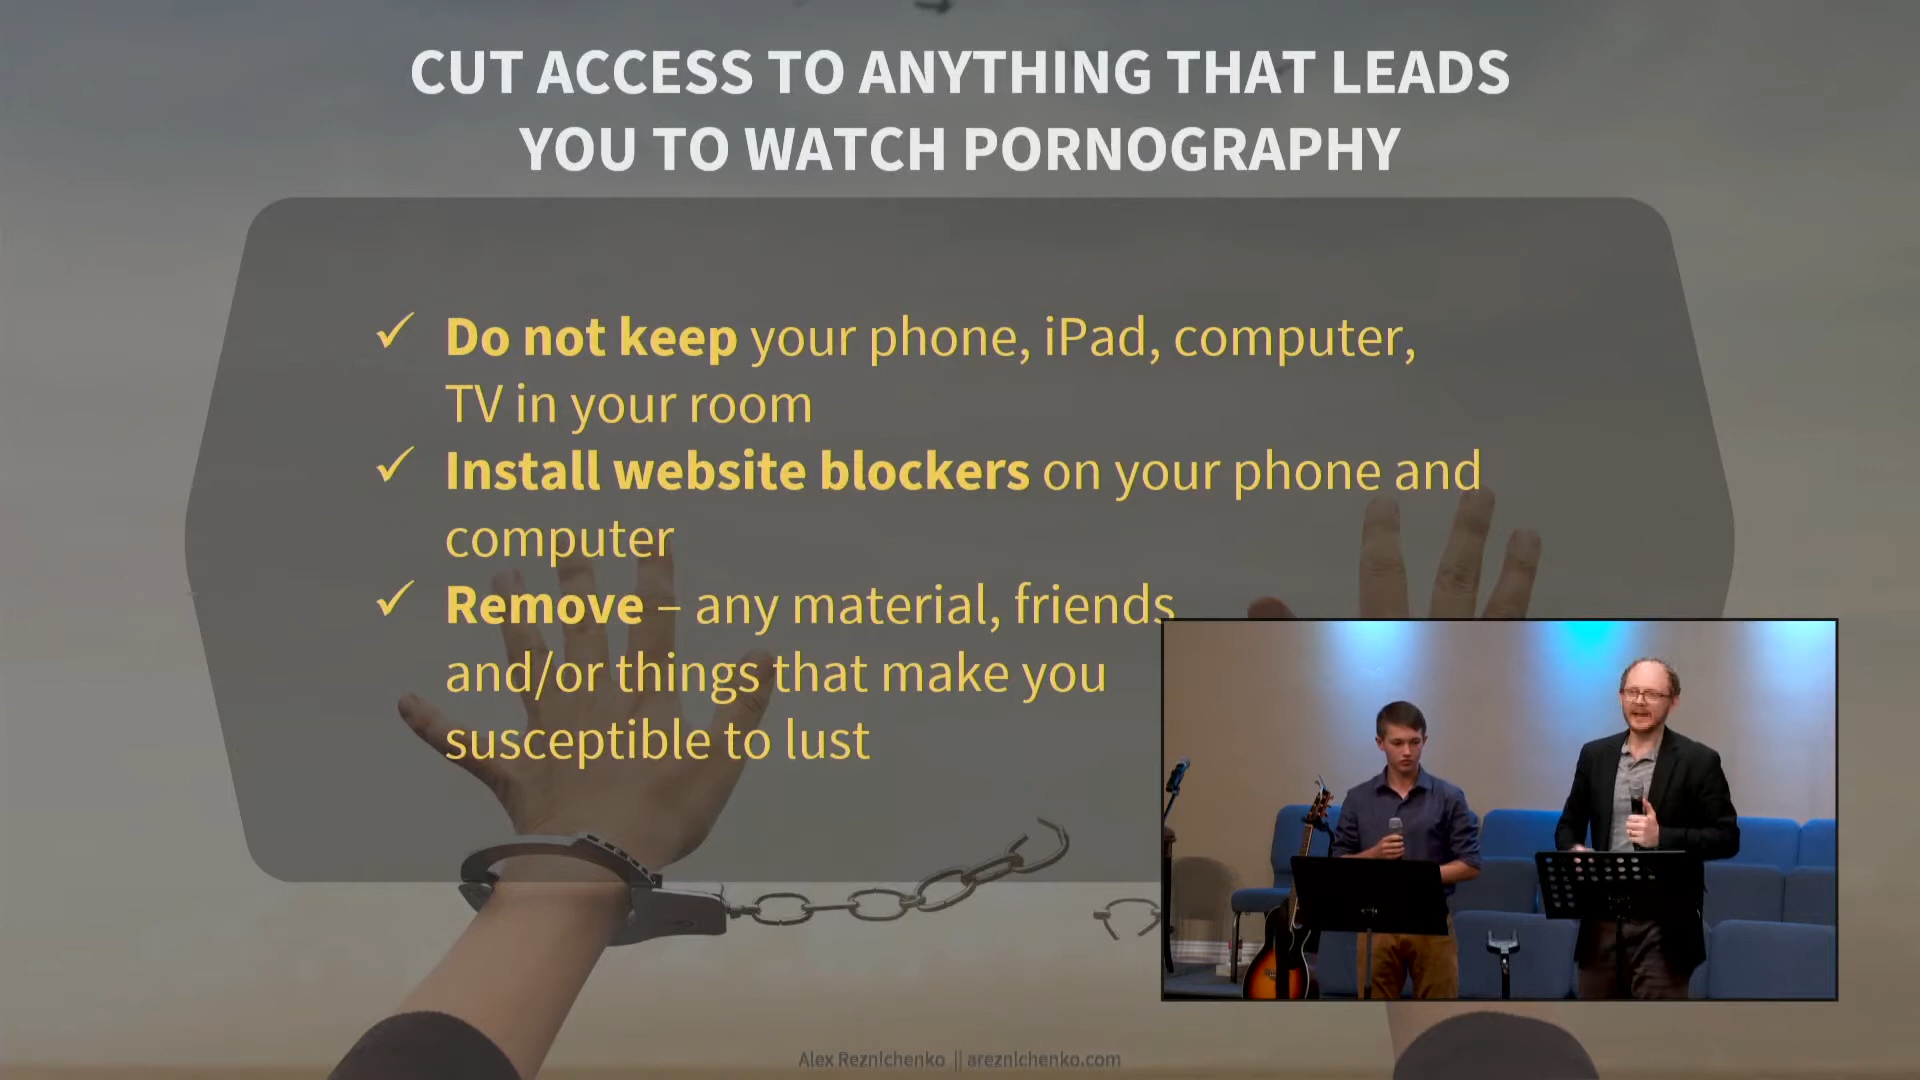 CUT ACCESS TO ANYTHING THAT LEADS
YOU TO WATCH PORNOGRAPHY
✓ Do not keep your phone, iPad, computer,
TV in your room
✓ Install website blockers on your phone and
computer
✓ Remove – any material, friends
and/or things that make you
susceptible to lust
Alex Reznichenko || areznichenko.com